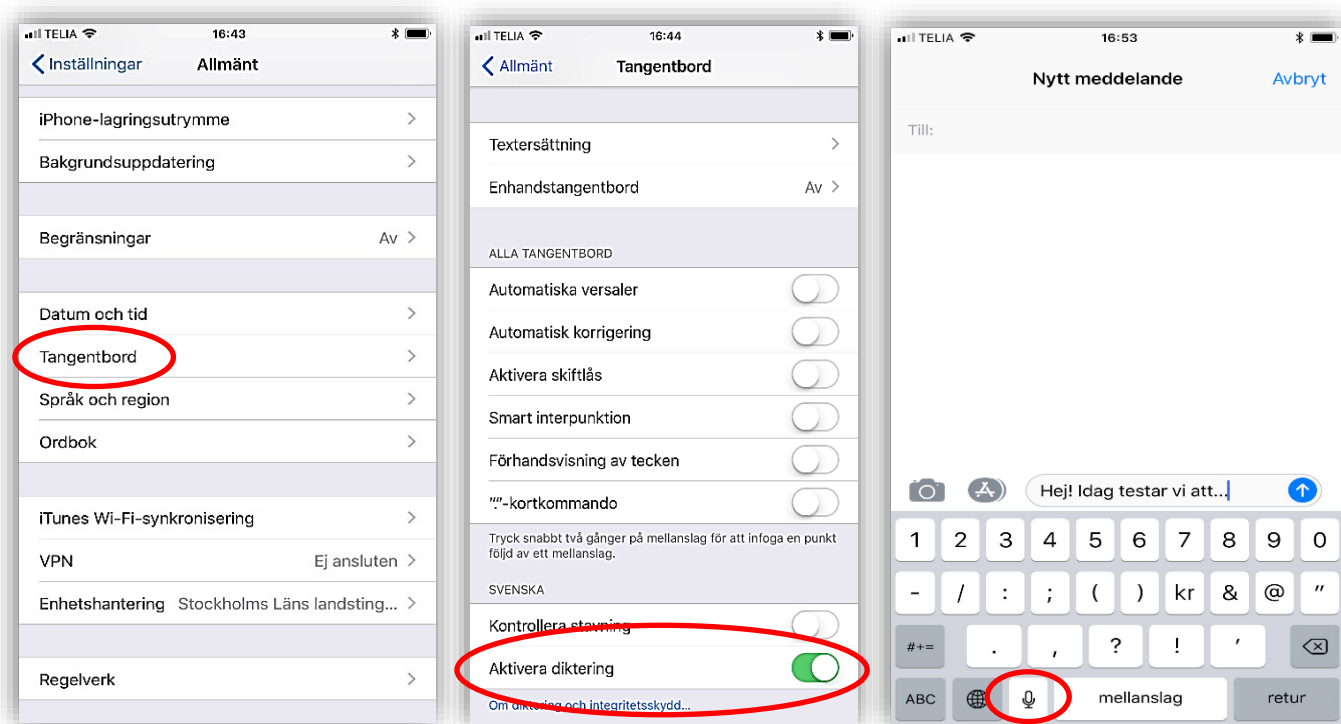 TELIA 16:43
Inställningar Allmänt
iPhone-lagringsutrymme
Bakgrundsuppdatering
Begränsningar Av
Datum och tid
Tangentbord
Språk och region
Ordbok
iTunes Wi-Fi-synkronisering
VPN Ej ansluten
Enhetshantering Stockholms Läns landsting...
Regelverk
TELIA 16:44
Allmänt Tangentbord
Textersättning
Enhandstangentbord Av
ALLA TANGENTBORD
Automatiska versaler
Automatisk korrigering
Aktivera skiftlås
Smart interpunktion
Förhandsvisning av tecken
"."-kortkommando
Tryck snabbt två gånger på mellanslag för att infoga en punkt
följd av ett mellanslag.
SVENSKA
Kontrollera stavning
Aktivera diktering
Om diktering och integritetsskydd...
TELIA 16:53
Nytt meddelande Avbryt
Till:
Hej! Idag testar vi att...
1 2 3 4 5 6 7 8 9 0
- / : ; ( ) kr & @ "
#+= . , ? ! '
ABC mellanslag retur